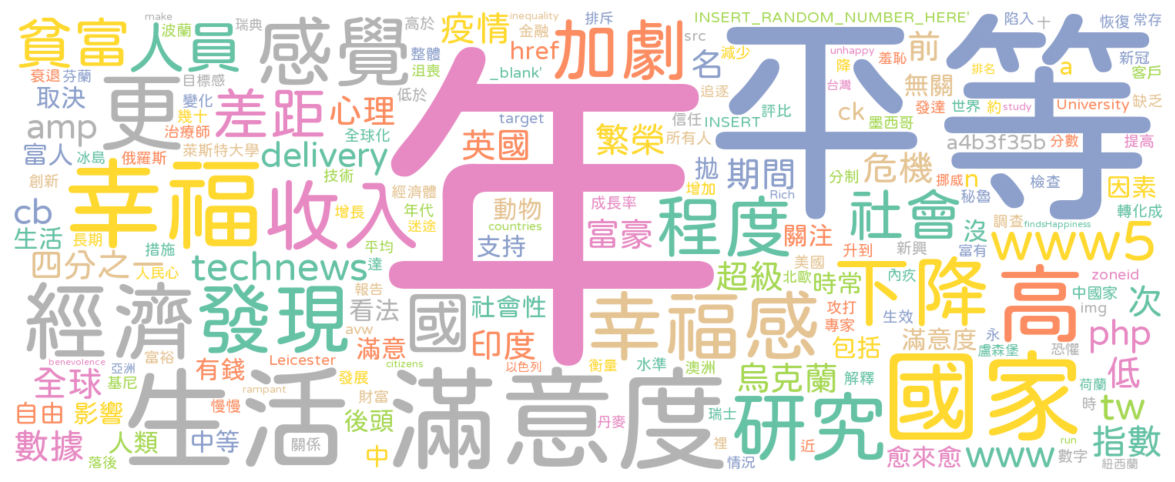 make 波蘭 瑞典 高於 疫情 inequality 金融 排斥 INSERT_RANDOM_NUMBER_HERE' 陷入 十 恢復 常存
貧富 人員 感覺 整體 href 加劇 src 減少 名 前 平等 unhappy 降 羞恥 排名 新冠 客戶
衰退 芬蘭 目標感 沮喪 _blank' 追逐 台灣 無關 a 發達 世界 約 study University 缺乏
取決 變化 更 差距 心理 低於 target 信任 INSERT 評比 ck 墨西哥 a4b3f35b 分數 提高
amp 幾十 治療師 全球化 年 英國 繁榮 所有人
富人 冰島 俄羅斯 萊斯特大學 delivery 技術 拋 期間 危機 n 挪威 檢查 因素
創新 幸福 收入 經濟體 動物 成長率 增加 Rich 分制 祕魯 轉化成
cb 增長 年代 迷途 countries 富豪 程度 社會 沒 調查 findsHappiness
生活 長期 措施 平均 支持 關注 升到 新興 富有 www5
四分之一 人民心 technews 達 美國 超級 北歐 時常 內疚 下降 高 zoneid
經濟 發現 報告 看法 國 社會性 幸福感 攻打 專家 生效 中國家 img 次
avw 滿意 印度 包括 滿意度 永 盧森堡 恐懼 php
benevolence 亞洲 富裕 有錢 Leicester citizens 以色列 衡量 水準 澳洲 烏克蘭 解釋 國家 荷蘭 低
全球 基尼 發展 rampant 財富
自由 影響 慢慢 生活 滿意度 丹麥 瑞士 研究 時 tw
數據 人類 中等 關係 後頭 裡 近 愈來愈 www run 指數
落後 中 情況 數字 紐西蘭